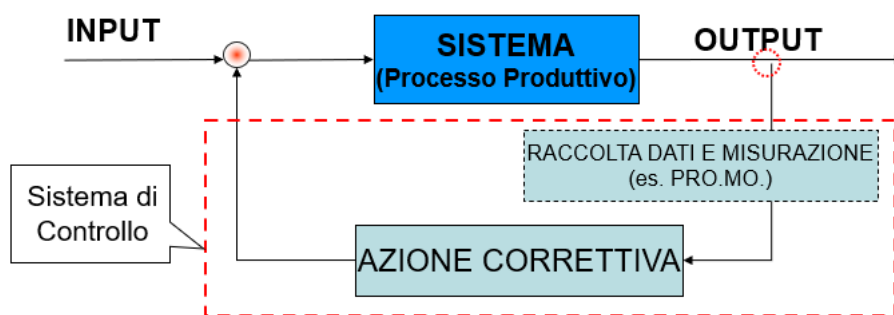 INPUT
SISTEMA
(Processo Produttivo)
OUTPUT
RACCOLTA DATI E MISURAZIONE
(es. PRO.MO.)
Sistema di
Controllo
AZIONE CORRETTIVA